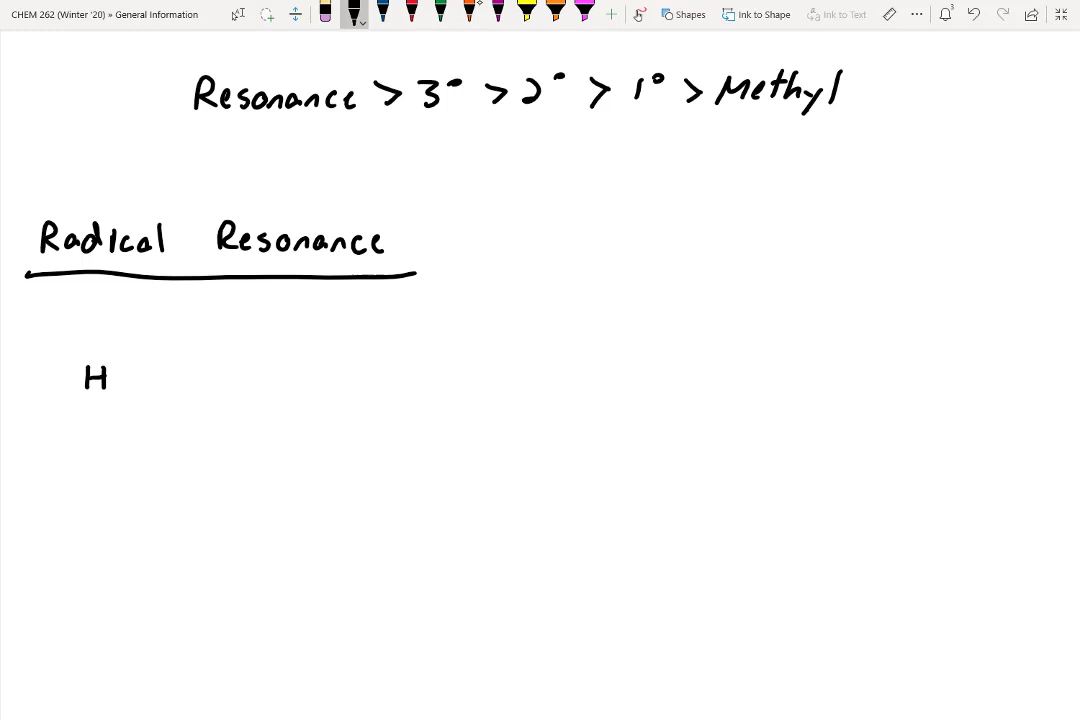 CHEM 262 (Winter '20) » General Information
Shapes
Ink to Shape
Ink to Text
3
Resonance > 3° > 2° > 1° > Methyl
Radical Resonance
H